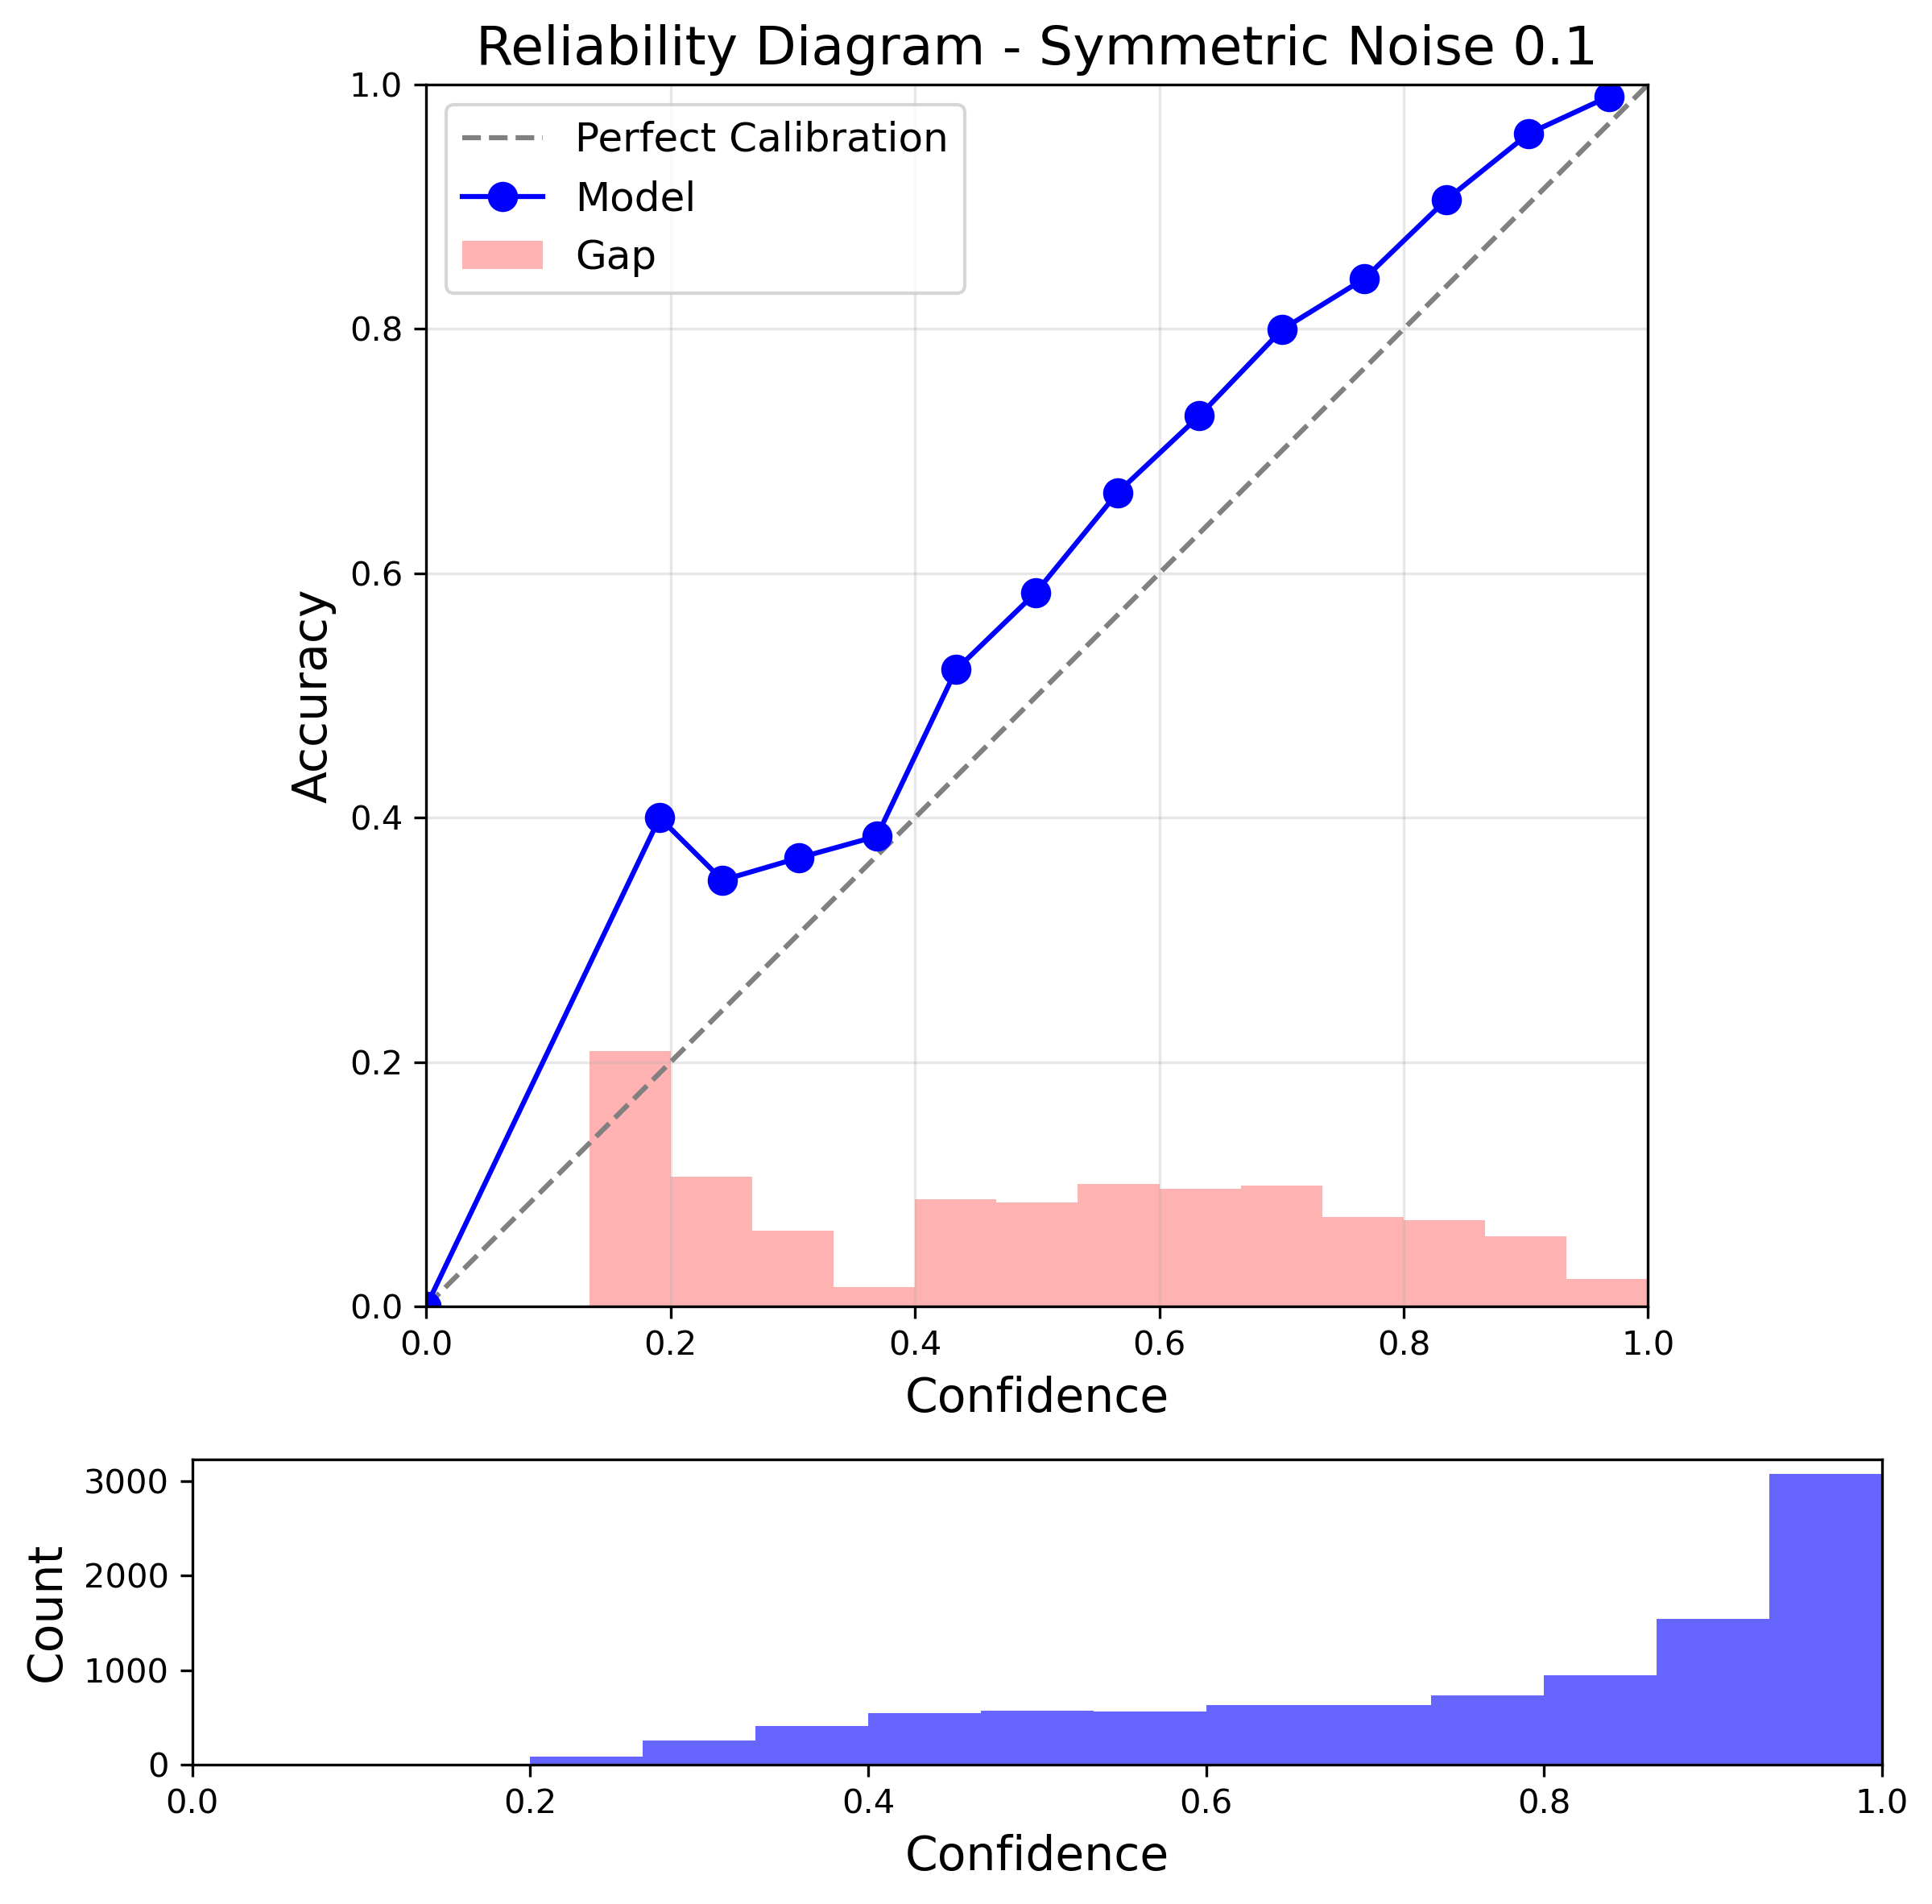 Reliability Diagram - Symmetric Noise 0.1
Perfect Calibration
Model
Gap
1.0
0.8
0.6
0.4
0.2
0.0
Accuracy
0.0 0.2 0.4 0.6 0.8 1.0
Confidence
3000
2000
1000
0
Count
0.0 0.2 0.4 0.6 0.8 1.0
Confidence